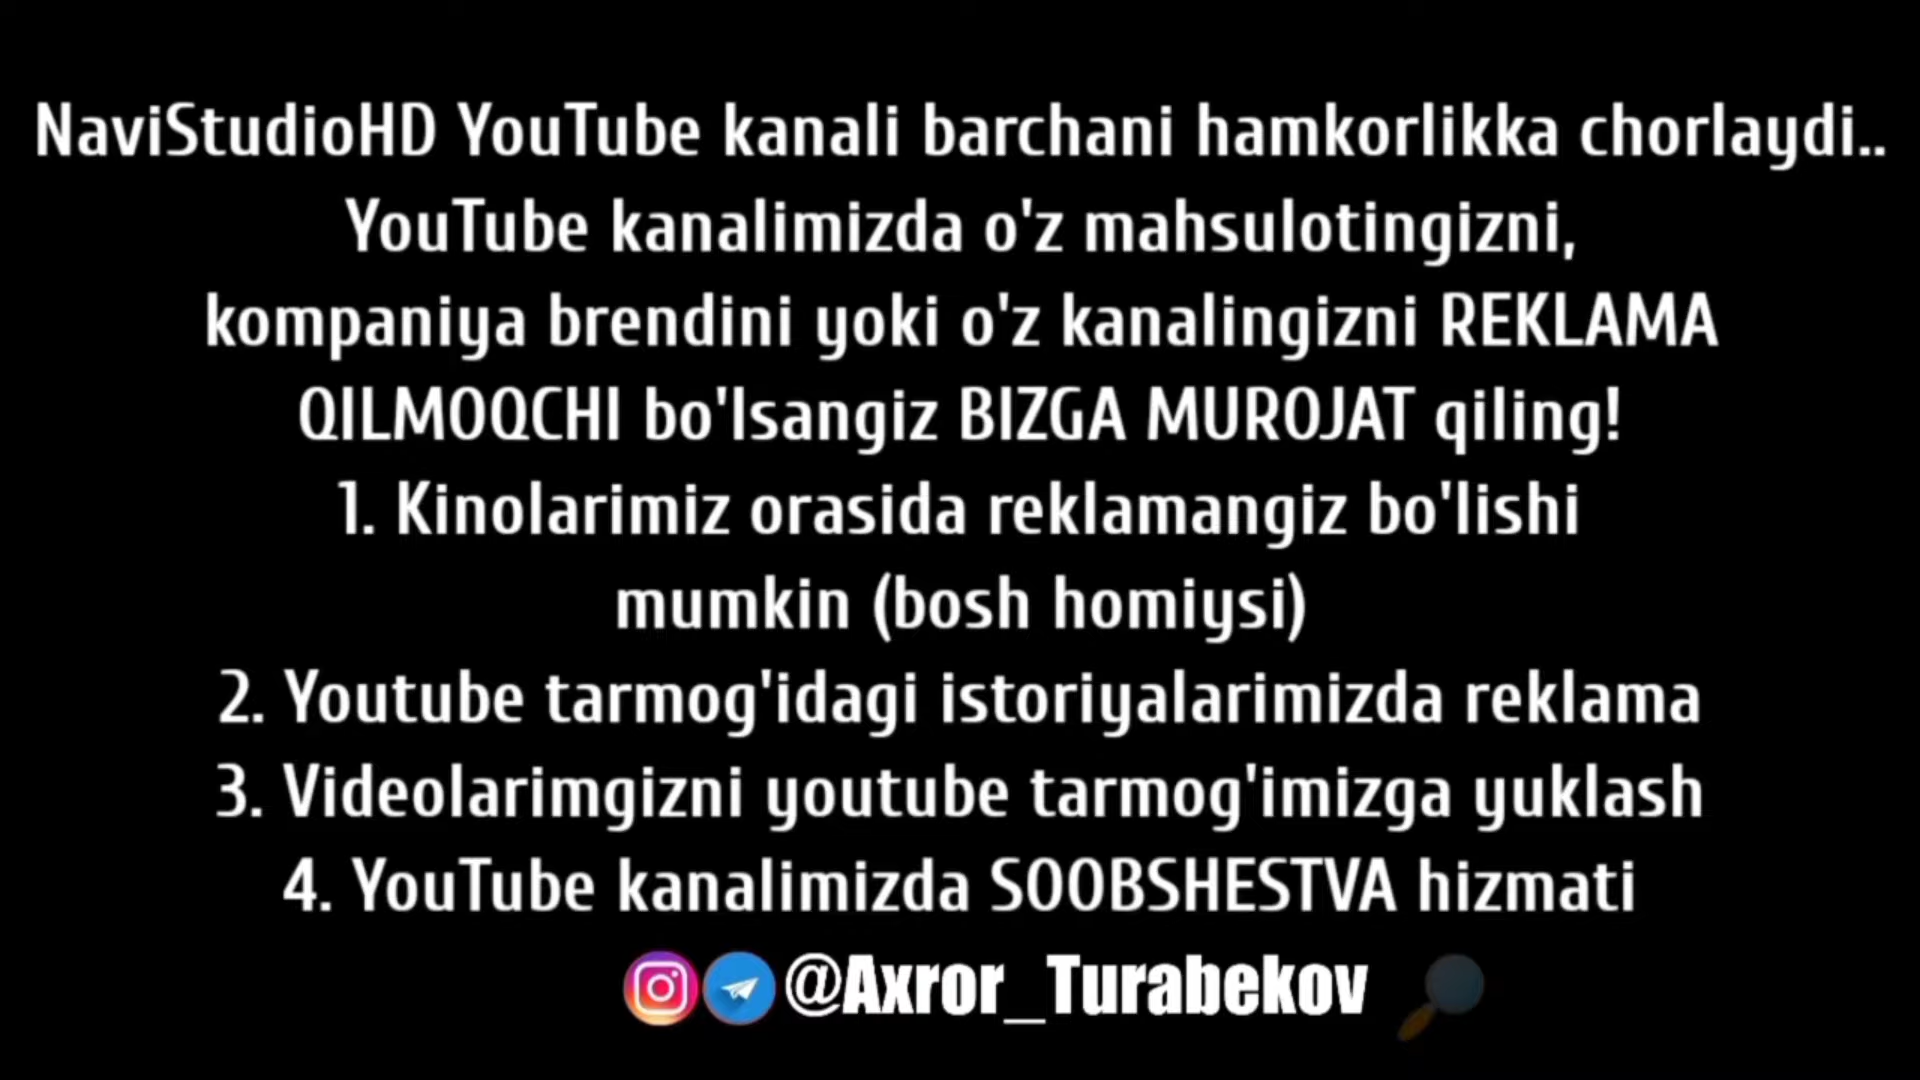 NaviStudioHD YouTube kanali barchani hamkorlikka chorlaydi..
YouTube kanalimizda o'z mahsulotingizni,
kompaniya brendini yoki o'z kanalingizni REKLAMA
QILMOQCHI bo'lsangiz BIZGA MUROJAT qiling!
1. Kinolarimiz orasida reklamangiz bo'lishi
mumkin (bosh homiysi)
2. Youtube tarmog'idagi istoriyalarimizda reklama
3. Videolarimgizni youtube tarmog'imizga yuklash
4. YouTube kanalimizda SOOBSHESTVA hizmati
@Axror_Turabekov